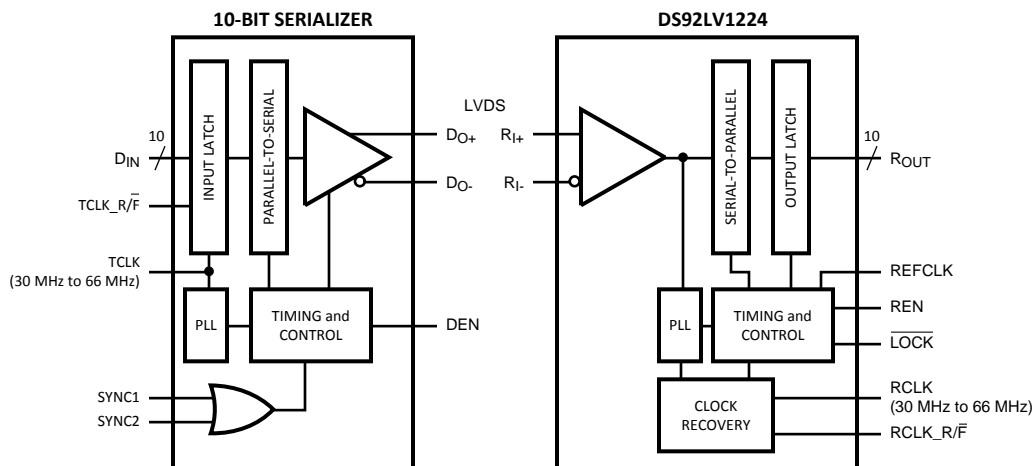 10-BIT SERIALIZER
DS92LV1224
INPUT LATCH
PARALLEL-TO-SERIAL
SERIAL-TO-PARALLEL
OUTPUT LATCH
LVDS
10
DIN
DO+
RI+
10
ROUT
DO-
RI-
TCLK_R/F̅
TCLK
(30 MHz to 66 MHz)
REFCLK
PLL
TIMING and
CONTROL
DEN
PLL
TIMING and
CONTROL
REN
L̅O̅C̅K̅
SYNC1
SYNC2
CLOCK
RECOVERY
RCLK
(30 MHz to 66 MHz)
RCLK_R/F̅